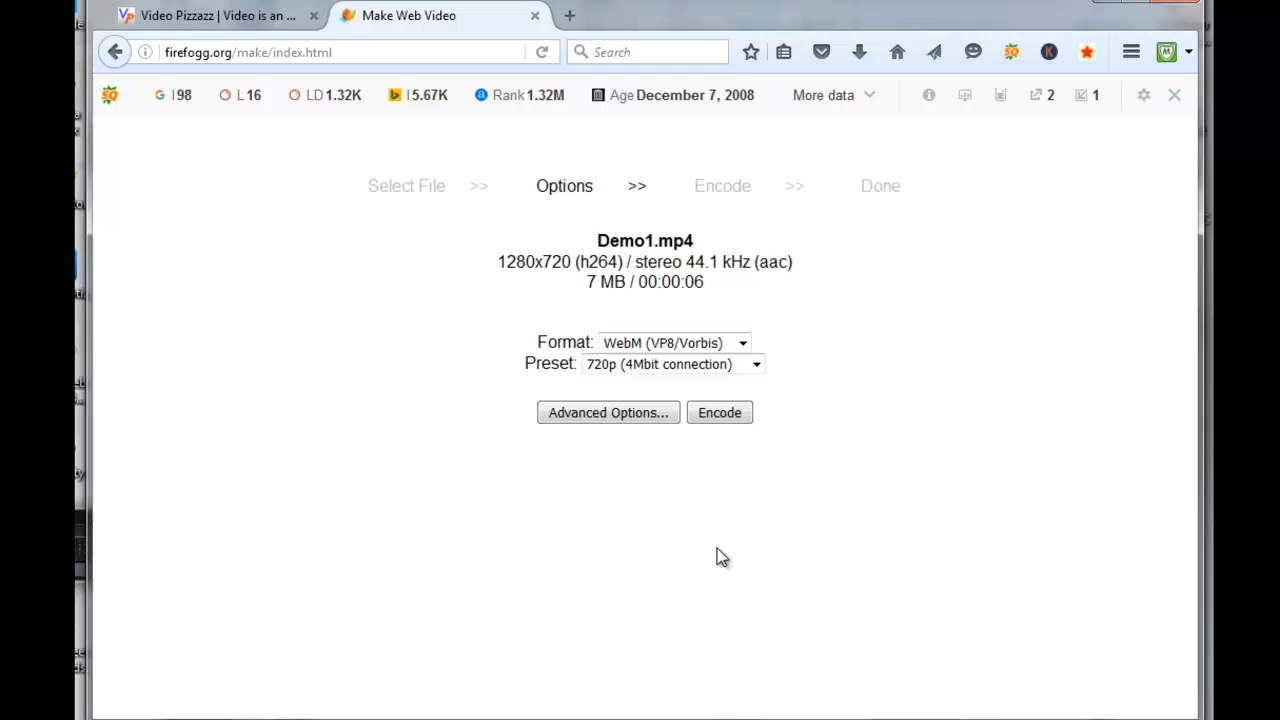 Video Pizzazz | Video is an ...
Make Web Video
firefogg.org/make/index.html
Search
I 98
L 16
LD 1.32K
I 5.67K
Rank 1.32M
Age December 7, 2008
More data
2
1
Select File >> Options >> Encode >> Done
Demo1.mp4
1280x720 (h264) / stereo 44.1 kHz (aac)
7 MB / 00:00:06
Format: WebM (VP8/Vorbis)
Preset: 720p (4Mbit connection)
Advanced Options... Encode